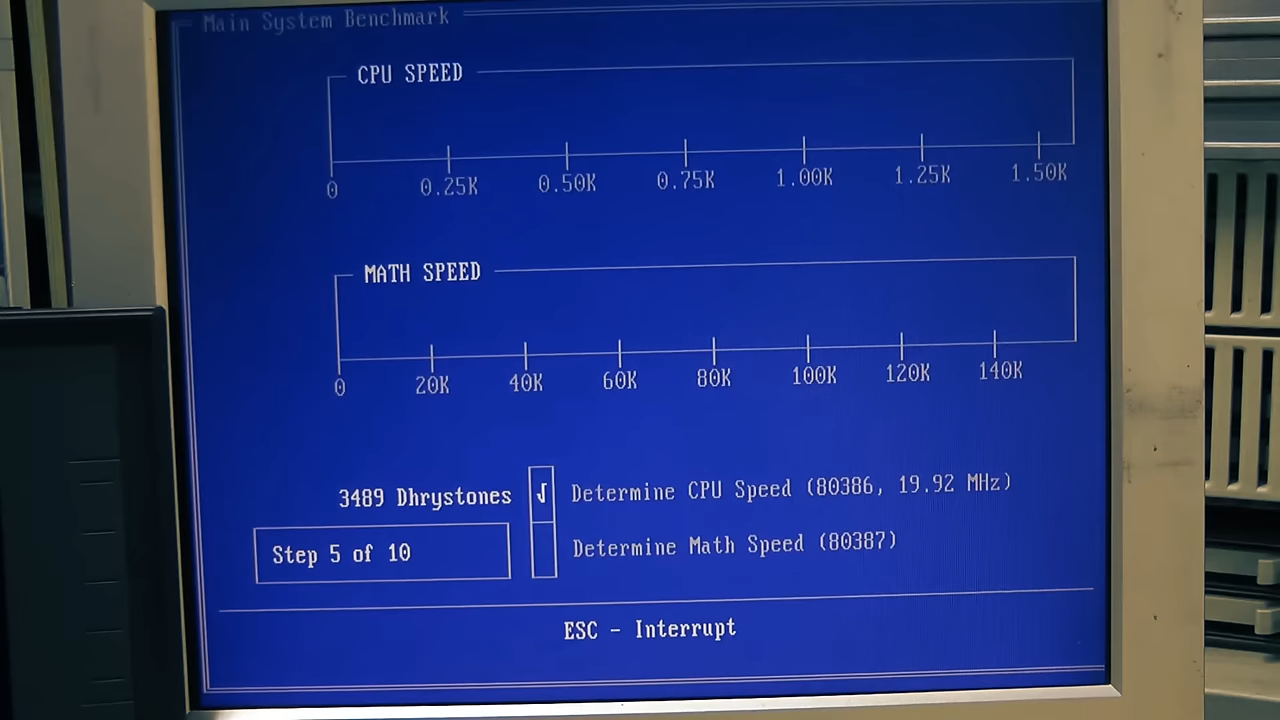 Main System Benchmark
CPU SPEED
0 0.25K 0.50K 0.75K 1.00K 1.25K 1.50K
MATH SPEED
0 20K 40K 60K 80K 100K 120K 140K
3489 Dhrystones √ Determine CPU Speed (80386, 19.92 MHz)
Step 5 of 10 Determine Math Speed (80387)
ESC - Interrupt